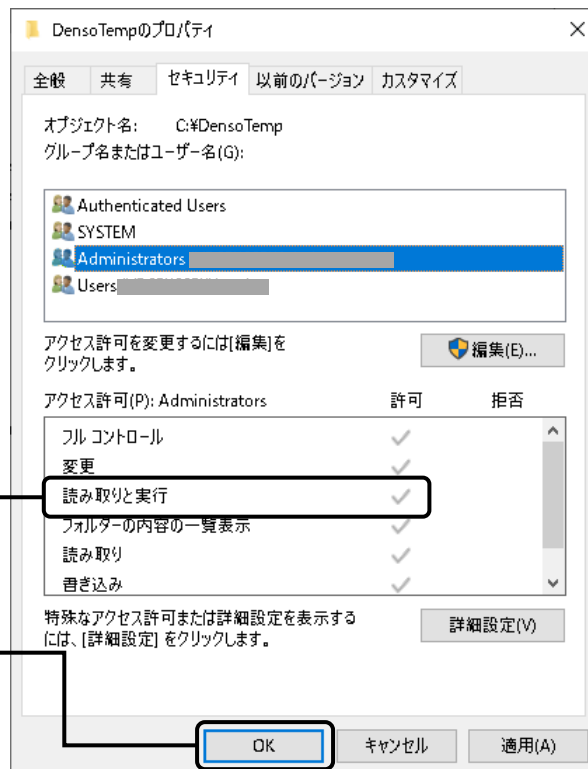 DensoTempのプロパティ
全般 共有 セキュリティ 以前のバージョン カスタマイズ
オブジェクト名: C:¥DensoTemp
グループ名またはユーザー名(G):
Authenticated Users
SYSTEM
Administrators
Users
アクセス許可を変更するには[編集]を
クリックします。
編集(E)...
アクセス許可(P): Administrators 許可 拒否
フル コントロール
変更
読み取りと実行
フォルダーの内容の一覧表示
読み取り
書き込み
特殊なアクセス許可または詳細設定を表示する
には、[詳細設定] をクリックします。
詳細設定(V)
OK キャンセル 適用(A)